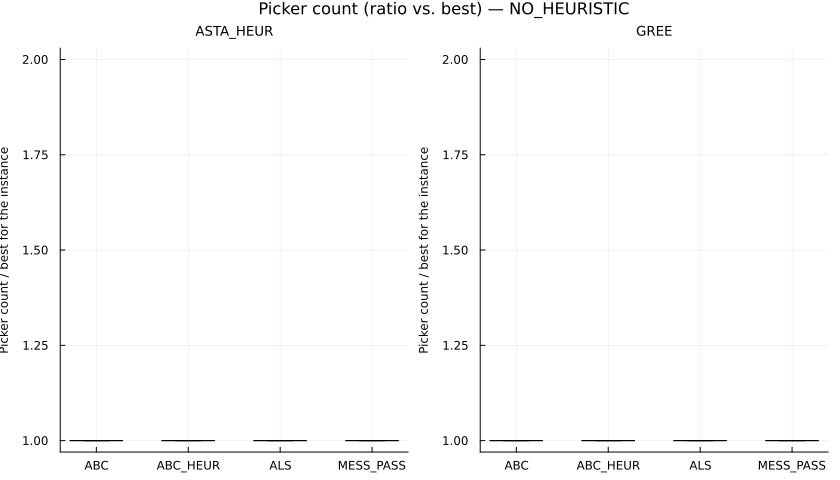 Picker count (ratio vs. best) — NO_HEURISTIC
ASTA_HEUR
Picker count / best for the instance
2.00
1.75
1.50
1.25
1.00
ABC
ABC_HEUR
ALS
MESS_PASS
GREE
Picker count / best for the instance
2.00
1.75
1.50
1.25
1.00
ABC
ABC_HEUR
ALS
MESS_PASS